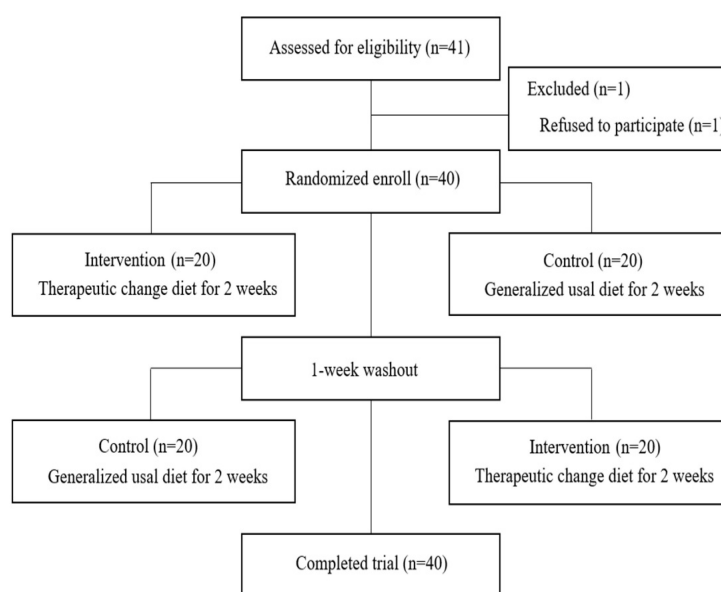 Assessed for eligibility (n=41)
Excluded (n=1)
Refused to participate (n=1)
Randomized enroll (n=40)
Intervention (n=20)
Therapeutic change diet for 2 weeks
Control (n=20)
Generalized usal diet for 2 weeks
1-week washout
Control (n=20)
Generalized usal diet for 2 weeks
Intervention (n=20)
Therapeutic change diet for 2 weeks
Completed trial (n=40)